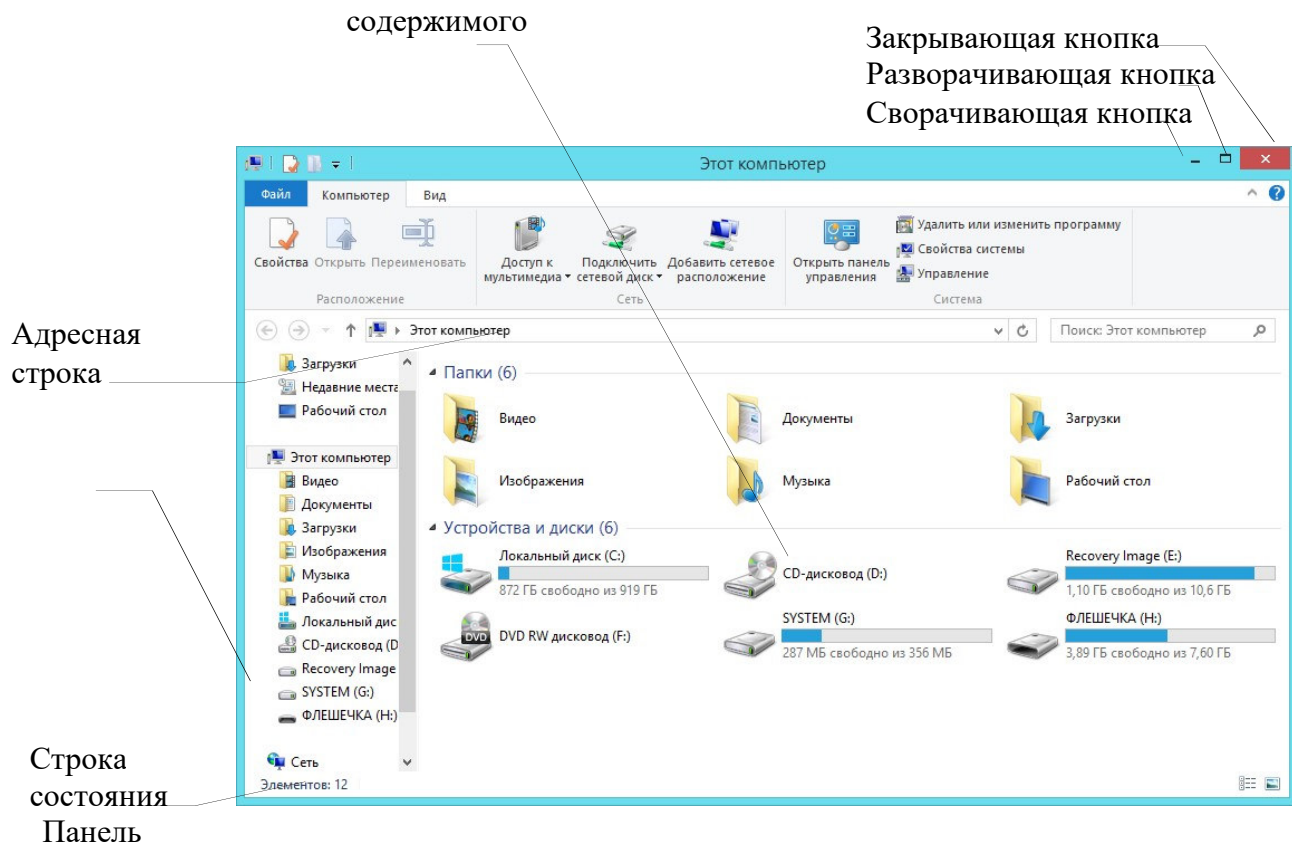 содержимого
Закрывающая кнопка
Разворачивающая кнопка
Сворачивающая кнопка
Этот компьютер
Файл Компьютер Вид
Свойства Открыть Переименовать
Расположение
Доступ к мультимедиа
Подключить сетевой диск
Добавить сетевое расположение
Сеть
Открыть панель управления
Удалить или изменить программу
Свойства системы
Управление
Система
Этот компьютер
Поиск: Этот компьютер
Адресная
строка
Загрузки
Недавние места
Рабочий стол
Этот компьютер
Видео
Документы
Загрузки
Изображения
Музыка
Рабочий стол
Локальный дис
CD-дисковод (D
Recovery Image
SYSTEM (G:)
ФЛЕШЕЧКА (H:)
Сеть
Папки (6)
Видео
Документы
Загрузки
Изображения
Музыка
Рабочий стол
Устройства и диски (6)
Локальный диск (C:)
872 ГБ свободно из 919 ГБ
CD-дисковод (D:)
Recovery Image (E:)
1,10 ГБ свободно из 10,6 ГБ
DVD
DVD RW дисковод (F:)
SYSTEM (G:)
287 МБ свободно из 356 МБ
ФЛЕШЕЧКА (H:)
3,89 ГБ свободно из 7,60 ГБ
Элементов: 12
Строка
состояния
Панель